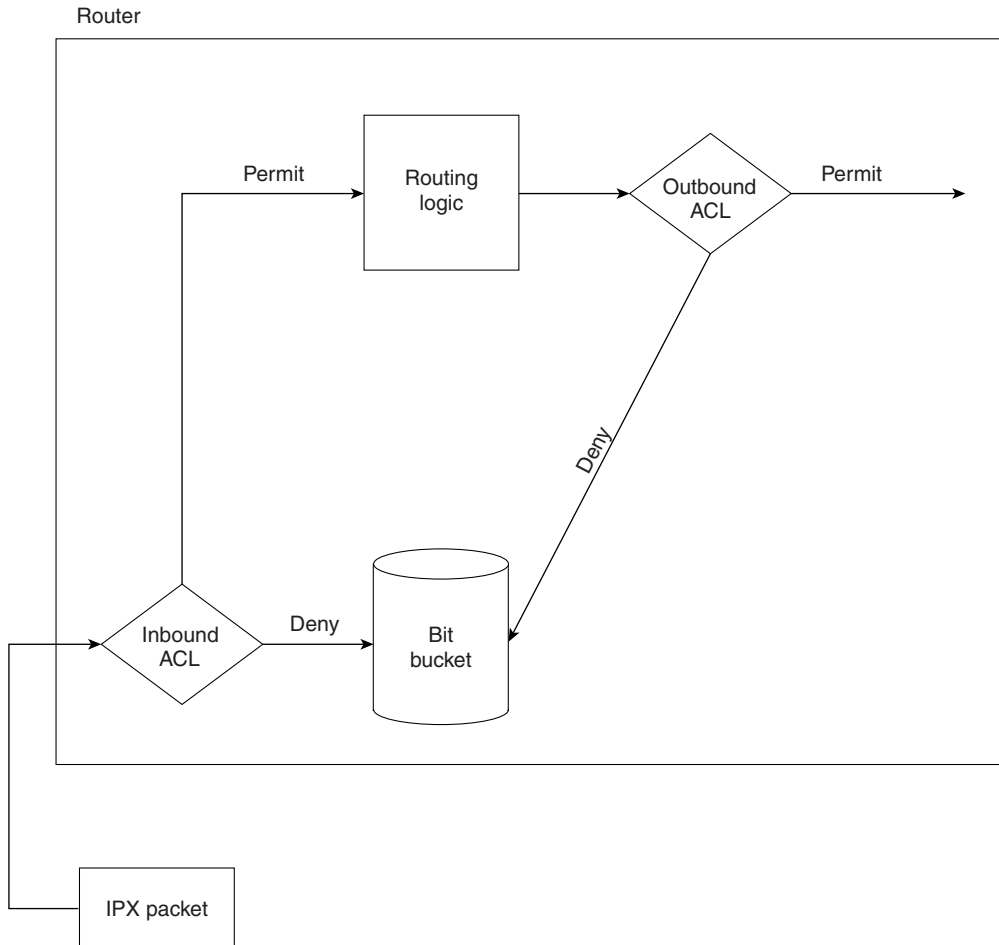 Router
Permit
Routing
logic
Outbound
ACL
Permit
Deny
Inbound
ACL
Deny
Bit
bucket
IPX packet